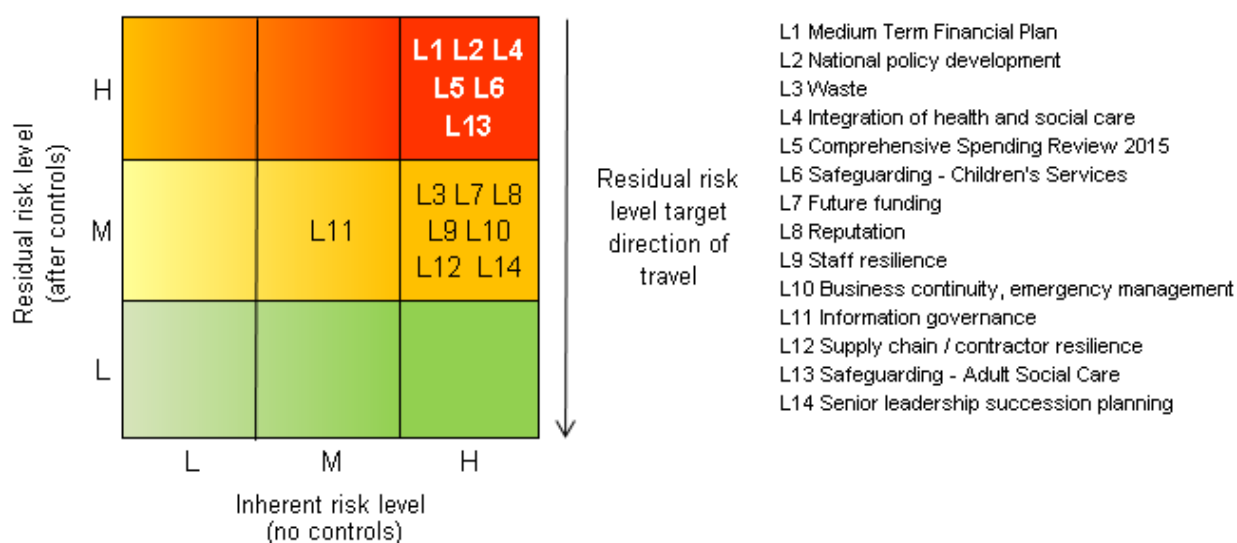 H
L1 L2 L4
L5 L6
L13
M
L11
L3 L7 L8
L9 L10
L12 L14
L
L M H
Residual risk level
(after controls)
Inherent risk level
(no controls)
Residual risk
level target
direction of
travel
L1 Medium Term Financial Plan
L2 National policy development
L3 Waste
L4 Integration of health and social care
L5 Comprehensive Spending Review 2015
L6 Safeguarding - Children's Services
L7 Future funding
L8 Reputation
L9 Staff resilience
L10 Business continuity, emergency management
L11 Information governance
L12 Supply chain / contractor resilience
L13 Safeguarding - Adult Social Care
L14 Senior leadership succession planning